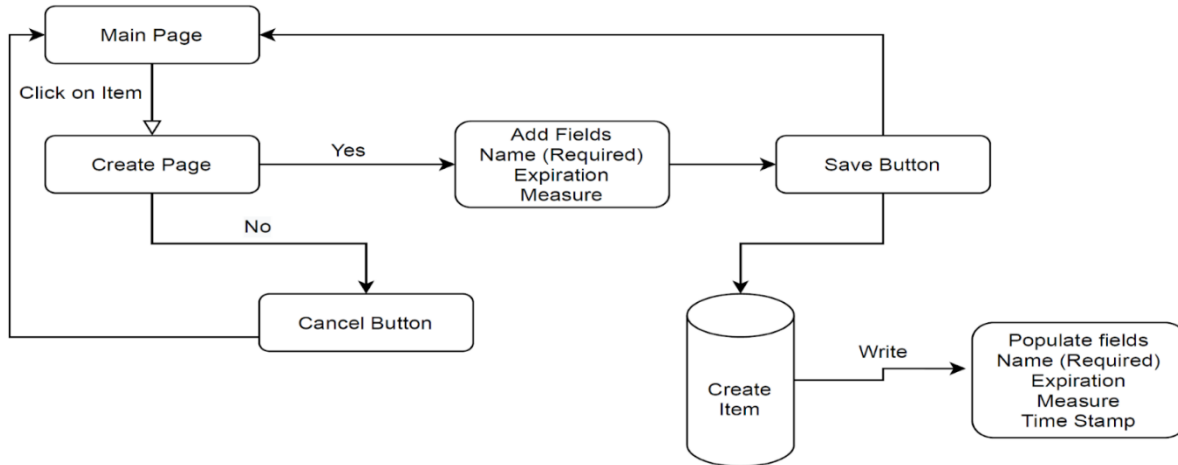 Main Page
Click on Item
Create Page
Yes
Add Fields
Name (Required)
Expiration
Measure
Save Button
No
Cancel Button
Create
Item
Write
Populate fields
Name (Required)
Expiration
Measure
Time Stamp